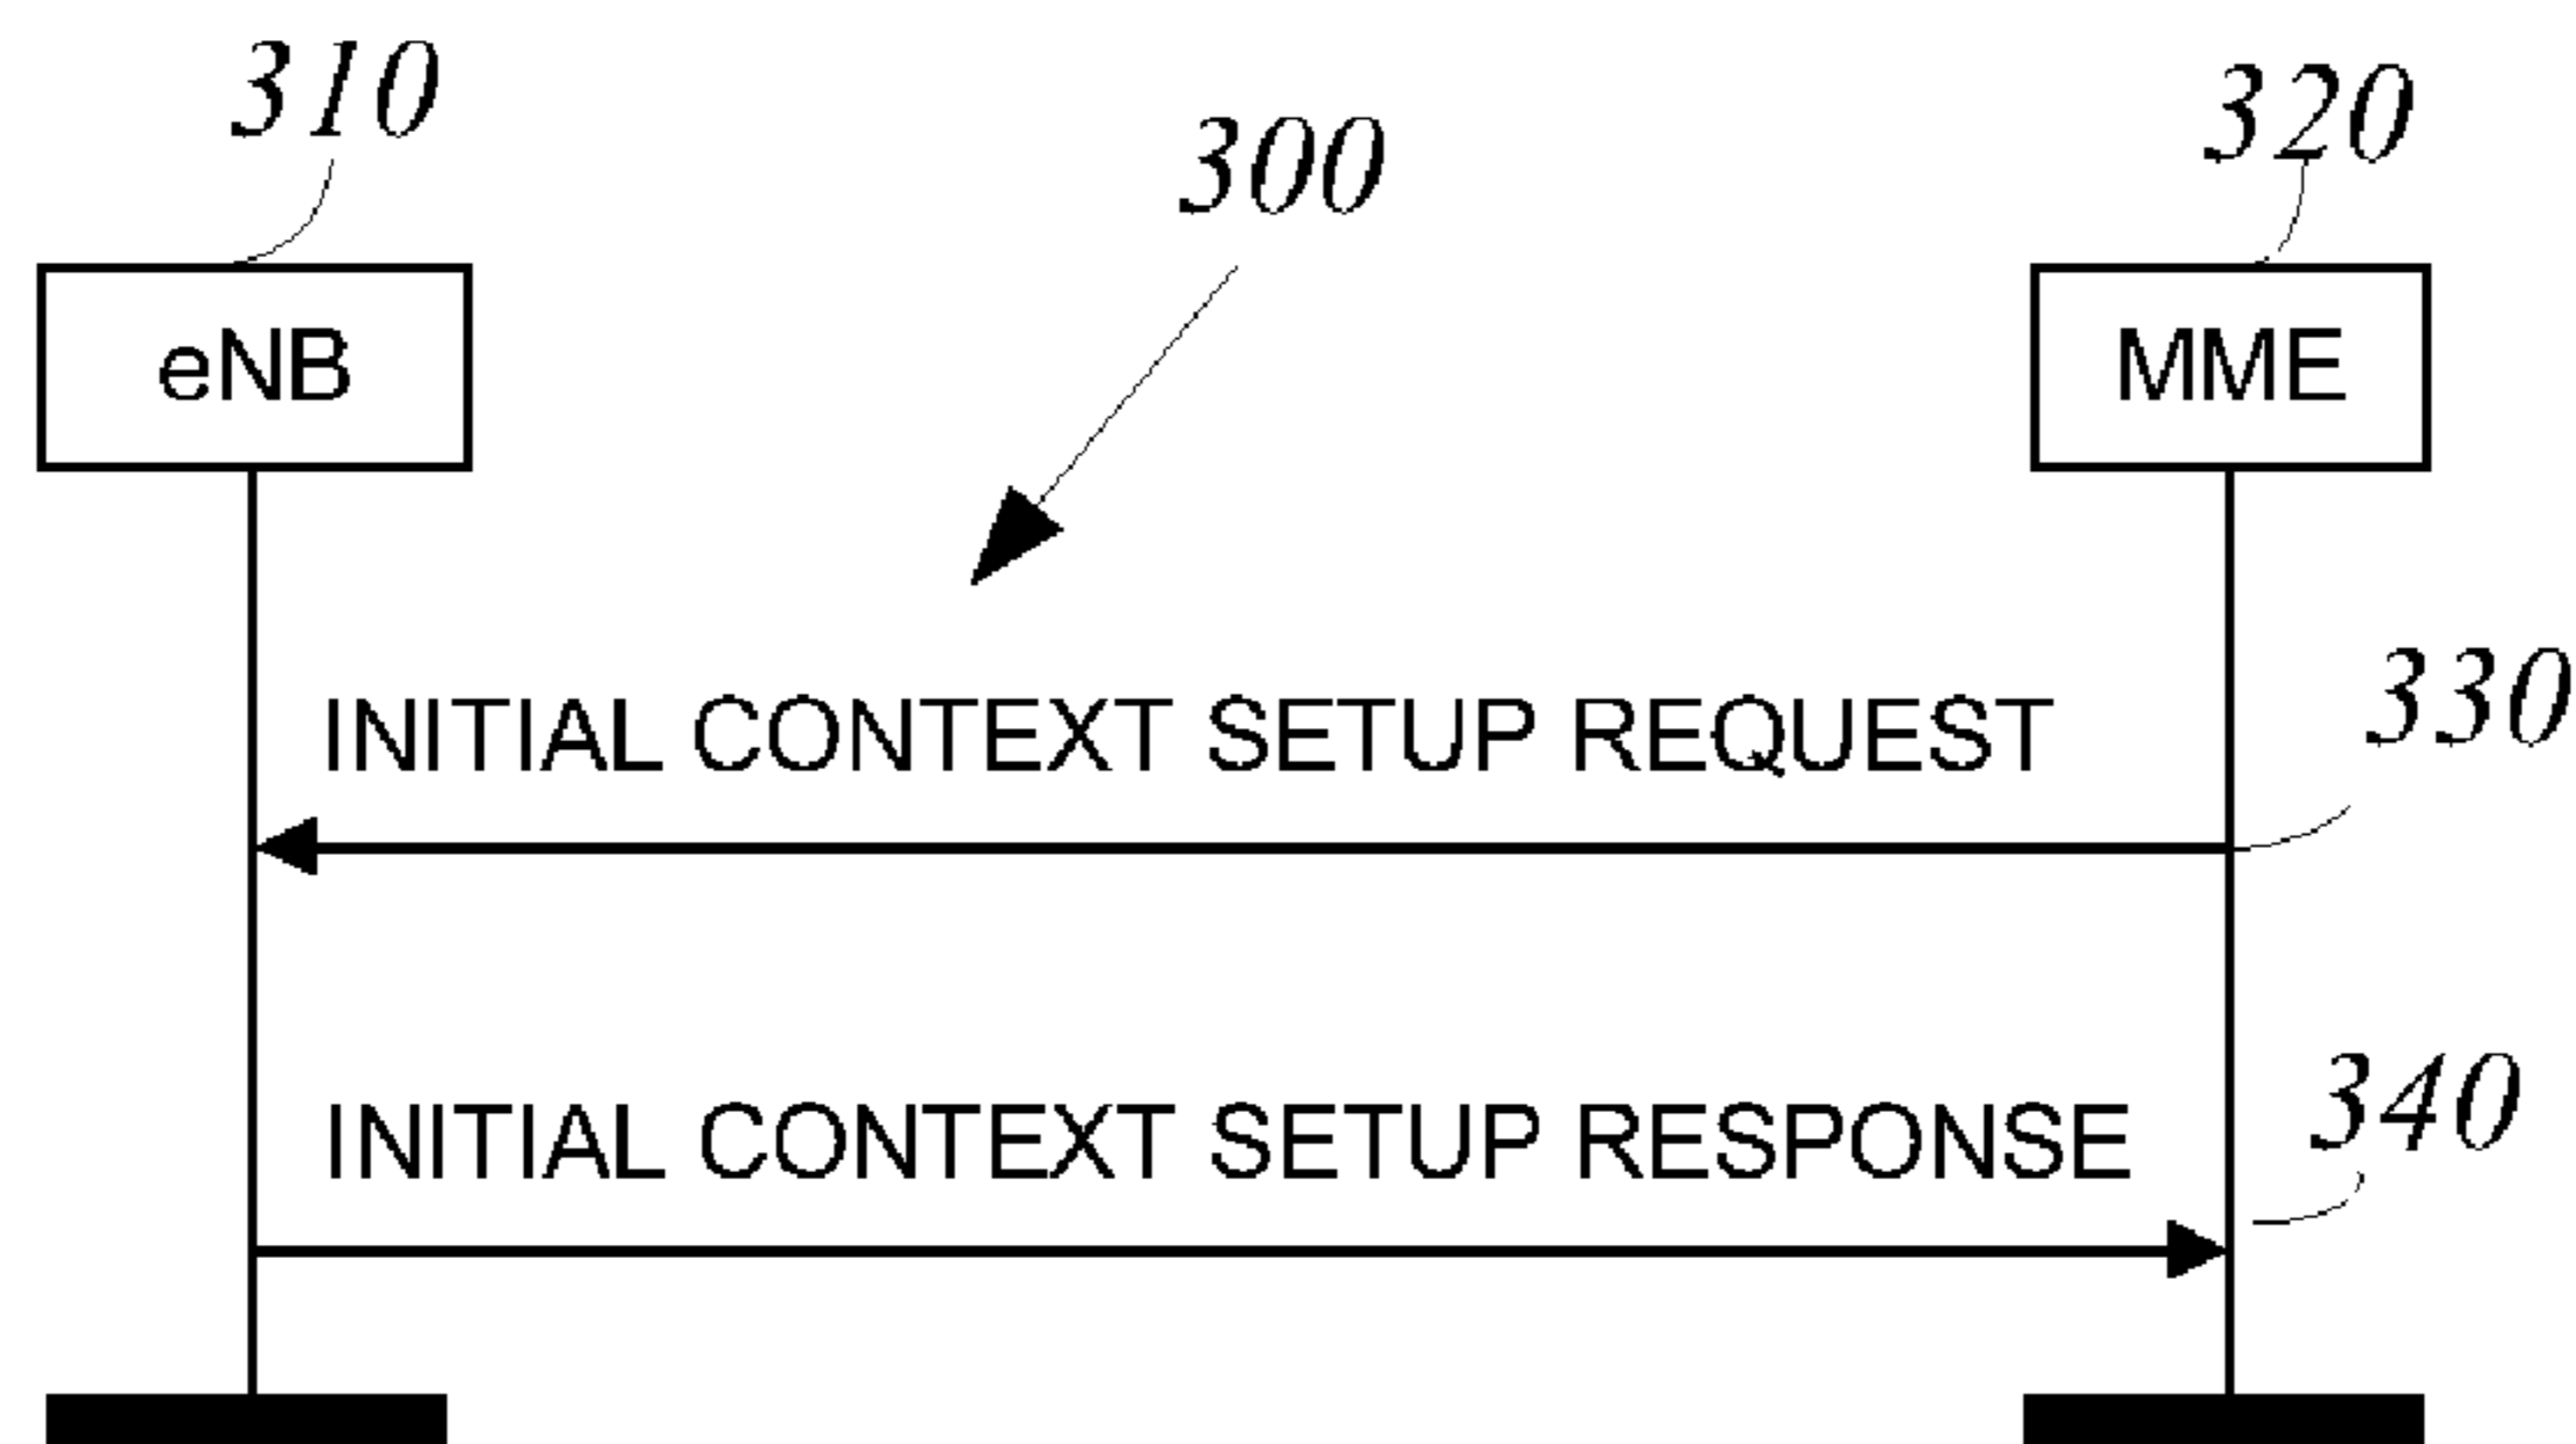 310
300
320
eNB
MME
INITIAL CONTEXT SETUP REQUEST
330
INITIAL CONTEXT SETUP RESPONSE
340